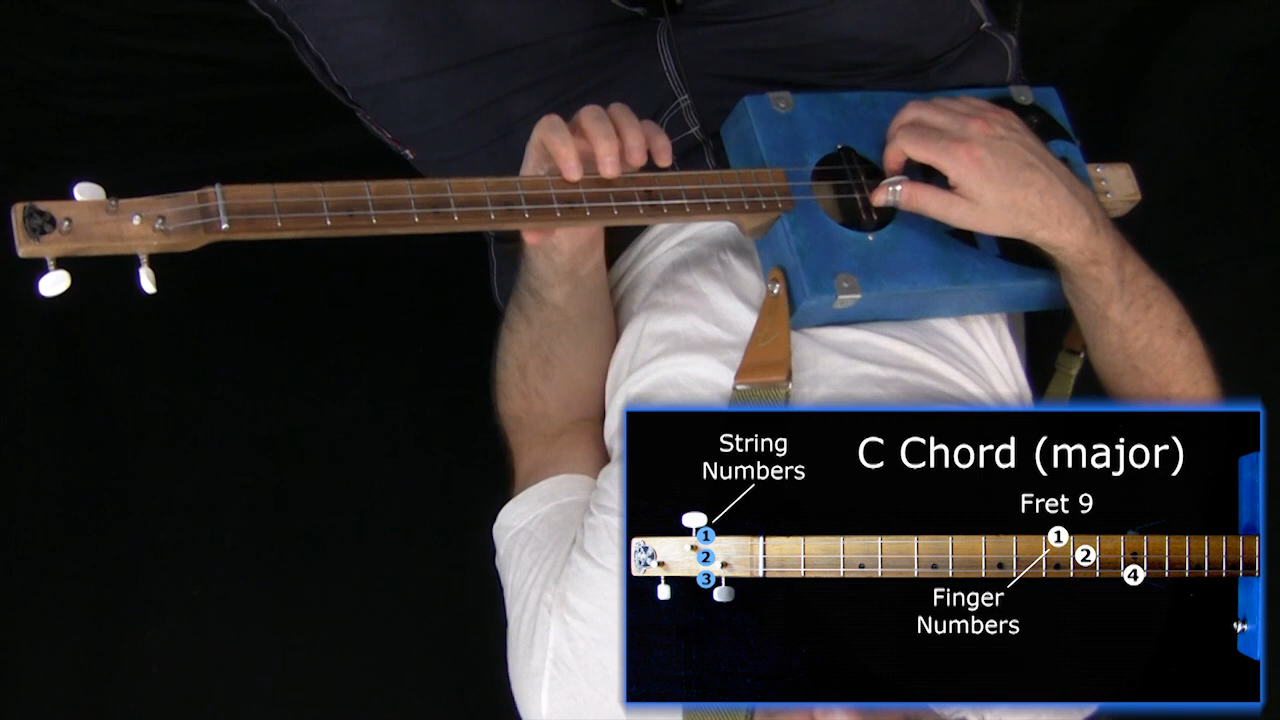 String
Numbers
C Chord (major)
Fret 9
1
2
3
1
2
4
Finger
Numbers